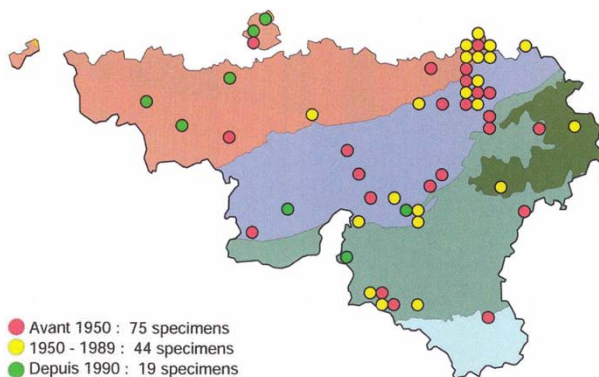 Avant 1950 : 75 specimens
1950 - 1989 : 44 specimens
Depuis 1990 : 19 specimens